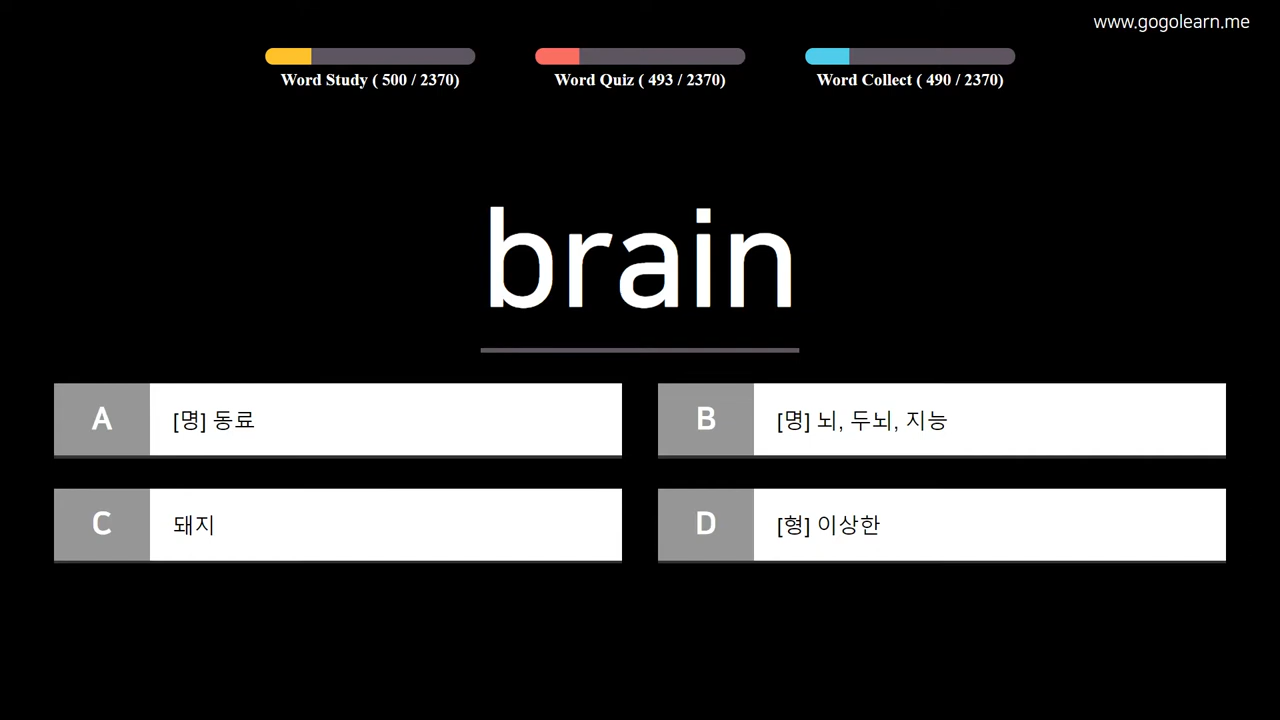 www.gogolearn.me
Word Study ( 500 / 2370)
Word Quiz ( 493 / 2370)
Word Collect ( 490 / 2370)
brain
A [명] 동료
B [명] 뇌, 두뇌, 지능
C 돼지
D [형] 이상한